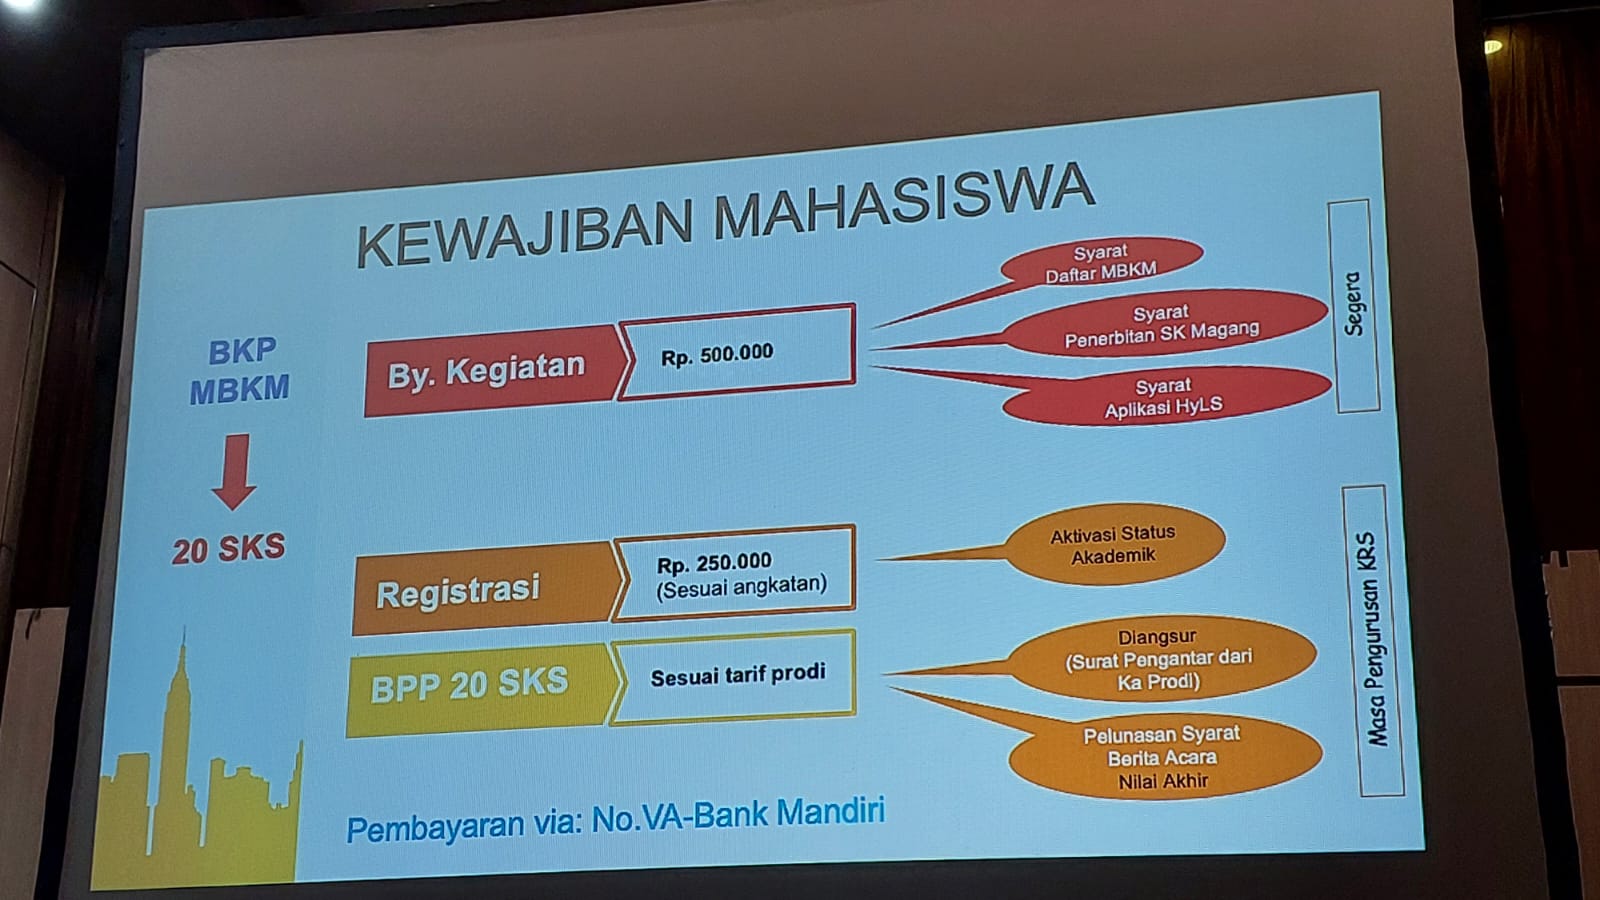 KEWAJIBAN MAHASISWA
BKP
MBKM
20 SKS
By. Kegiatan
Rp. 500.000
Syarat
Daftar MBKM
Syarat
Penerbitan SK Magang
Syarat
Aplikasi HyLS
Segera
Registrasi
Rp. 250.000
(Sesuai angkatan)
Aktivasi Status
Akademik
BPP 20 SKS
Sesuai tarif prodi
Diangsur
(Surat Pengantar dari
Ka Prodi)
Pelunasan Syarat
Berita Acara
Nilai Akhir
Masa Pengurusan KRS
Pembayaran via: No.VA-Bank Mandiri